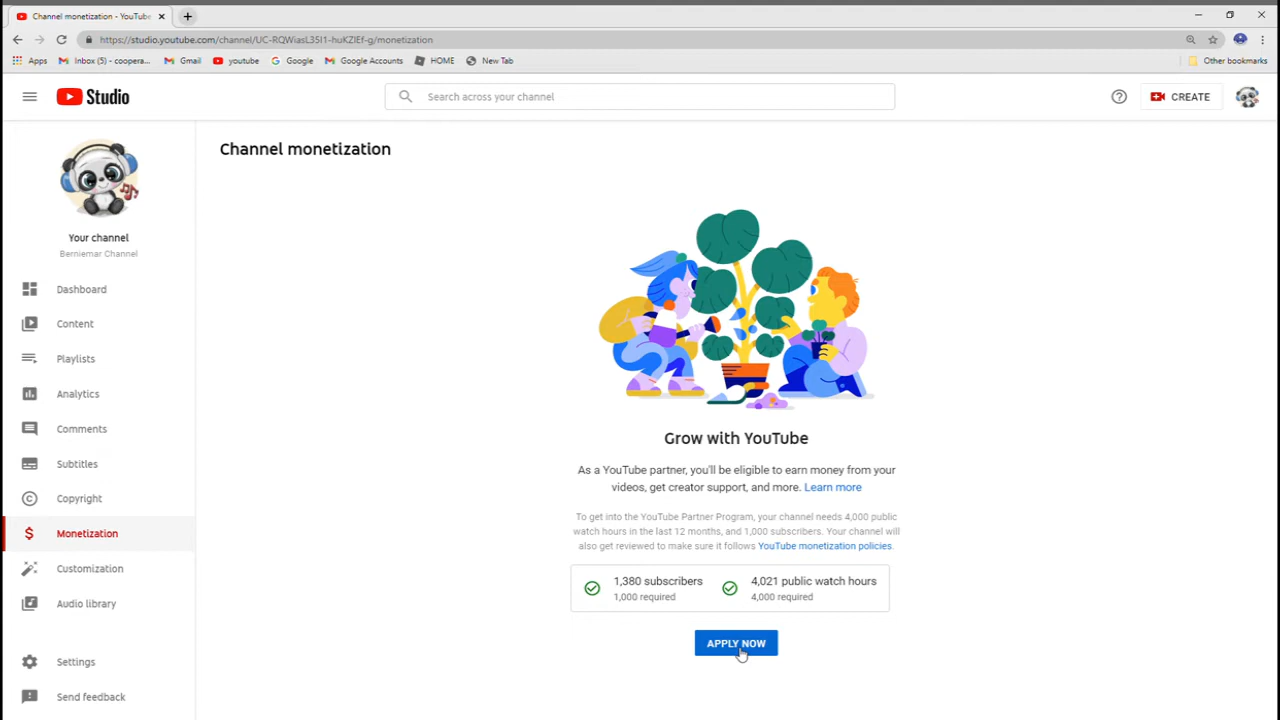 Channel monetization - YouTube
https://studio.youtube.com/channel/UC-RQWiasL35I1-huKZlEf-g/monetization
Apps
Inbox (5) - coopera...
Gmail
youtube
Google
Google Accounts
HOME
New Tab
Other bookmarks
Studio
Search across your channel
CREATE
Channel monetization
Your channel
Berniemar Channel
Dashboard
Content
Playlists
Analytics
Comments
Subtitles
Copyright
Monetization
Customization
Audio library
Settings
Send feedback
Grow with YouTube
As a YouTube partner, you'll be eligible to earn money from your
videos, get creator support, and more. Learn more
To get into the YouTube Partner Program, your channel needs 4,000 public
watch hours in the last 12 months, and 1,000 subscribers. Your channel will
also get reviewed to make sure it follows YouTube monetization policies.
1,380 subscribers
1,000 required
4,021 public watch hours
4,000 required
APPLY NOW